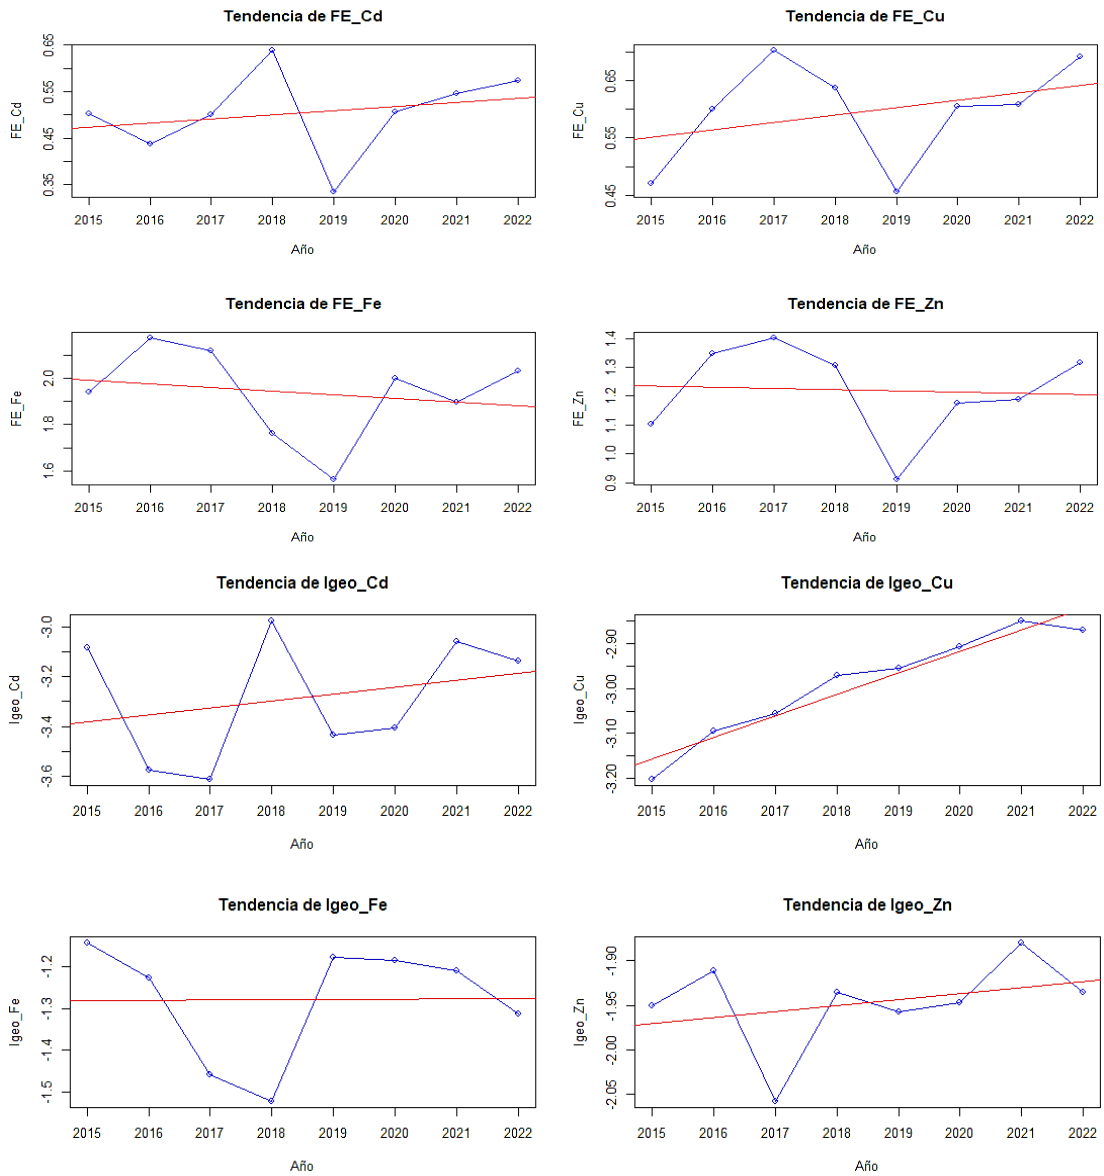 Tendencia de FE_Cd
FE_Cd
0.65
0.55
0.45
0.35
2015 2016 2017 2018 2019 2020 2021 2022
Año
Tendencia de FE_Cu
FE_Cu
0.65
0.55
0.45
2015 2016 2017 2018 2019 2020 2021 2022
Año
Tendencia de FE_Fe
FE_Fe
2.0
1.8
1.6
2015 2016 2017 2018 2019 2020 2021 2022
Año
Tendencia de FE_Zn
FE_Zn
1.4
1.3
1.2
1.1
1.0
0.9
2015 2016 2017 2018 2019 2020 2021 2022
Año
Tendencia de Igeo_Cd
Igeo_Cd
-3.0
-3.2
-3.4
-3.6
2015 2016 2017 2018 2019 2020 2021 2022
Año
Tendencia de Igeo_Cu
Igeo_Cu
-2.90
-3.00
-3.10
-3.20
2015 2016 2017 2018 2019 2020 2021 2022
Año
Tendencia de Igeo_Fe
Igeo_Fe
-1.2
-1.3
-1.4
-1.5
2015 2016 2017 2018 2019 2020 2021 2022
Año
Tendencia de Igeo_Zn
Igeo_Zn
-1.90
-1.95
-2.00
-2.05
2015 2016 2017 2018 2019 2020 2021 2022
Año